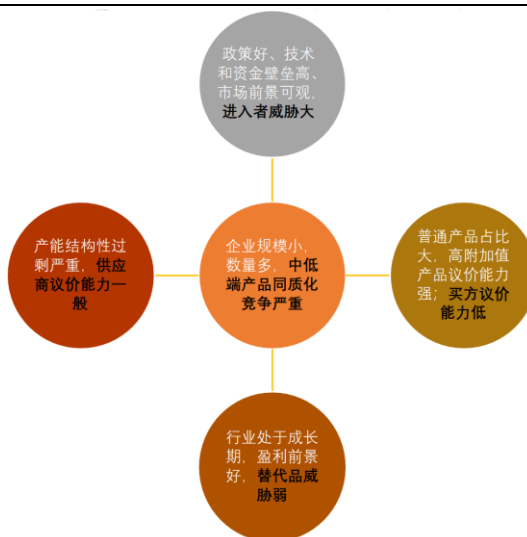 政策好、技术
和资金壁垒高、
市场前景可观，
进入者威胁大
产能结构性过
剩严重，供应
商议价能力一
般
企业规模小，
数量多，中低
端产品同质化
竞争严重
普通产品占比
大，高附加值
产品议价能力
强；买方议价
能力低
行业处于成长
期，盈利前景
好，替代品威
胁弱